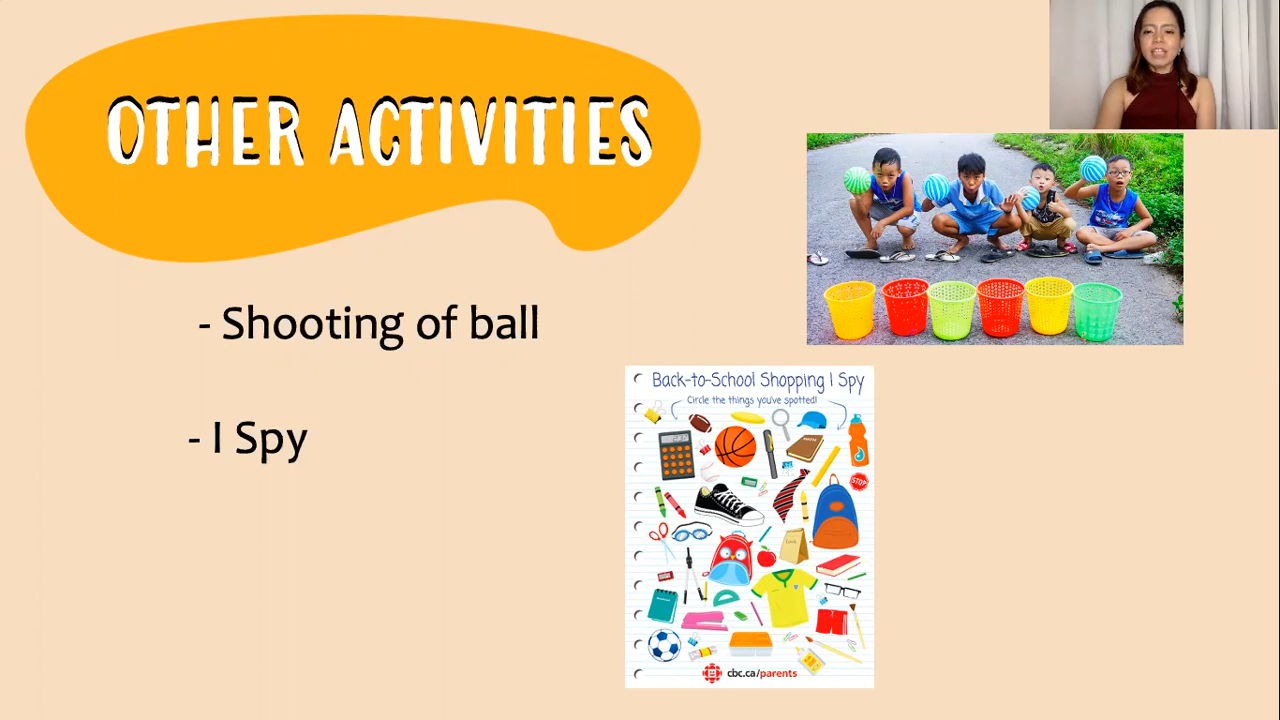 OTHER ACTIVITIES
- Shooting of ball
- I Spy
Back-to-School Shopping I Spy
Circle the things you've spotted!
STOP
cbc.ca/parents